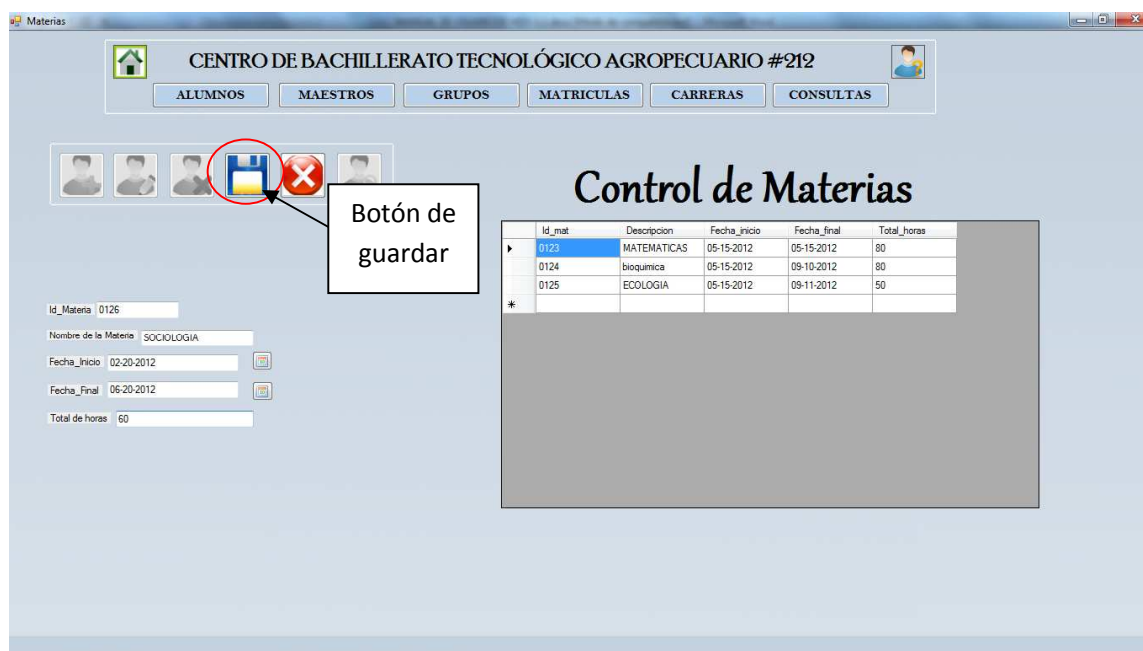 Materias
CENTRO DE BACHILLERATO TECNOLÓGICO AGROPECUARIO #212
ALUMNOS MAESTROS GRUPOS MATRICULAS CARRERAS CONSULTAS
Botón de
guardar
Control de Materias
Id_mat Descripcion Fecha_inicio Fecha_final Total_horas
0123 MATEMATICAS 05-15-2012 05-15-2012 80
0124 bioquimica 05-15-2012 09-10-2012 80
0125 ECOLOGIA 05-15-2012 09-11-2012 50
Id_Materia 0126
Nombre de la Materia SOCIOLOGIA
Fecha_Inicio 02-20-2012
Fecha_Final 06-20-2012
Total de horas 60